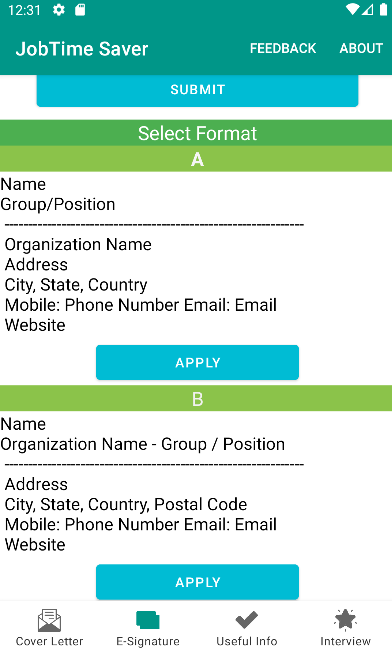 12:31
JobTime Saver
FEEDBACK
ABOUT
SUBMIT
Select Format
A
Name
Group/Position
------------------------------------------------------------
Organization Name
Address
City, State, Country
Mobile: Phone Number Email: Email
Website
APPLY
B
Name
Organization Name - Group / Position
------------------------------------------------------------
Address
City, State, Country, Postal Code
Mobile: Phone Number Email: Email
Website
APPLY
Cover Letter
E-Signature
Useful Info
Interview